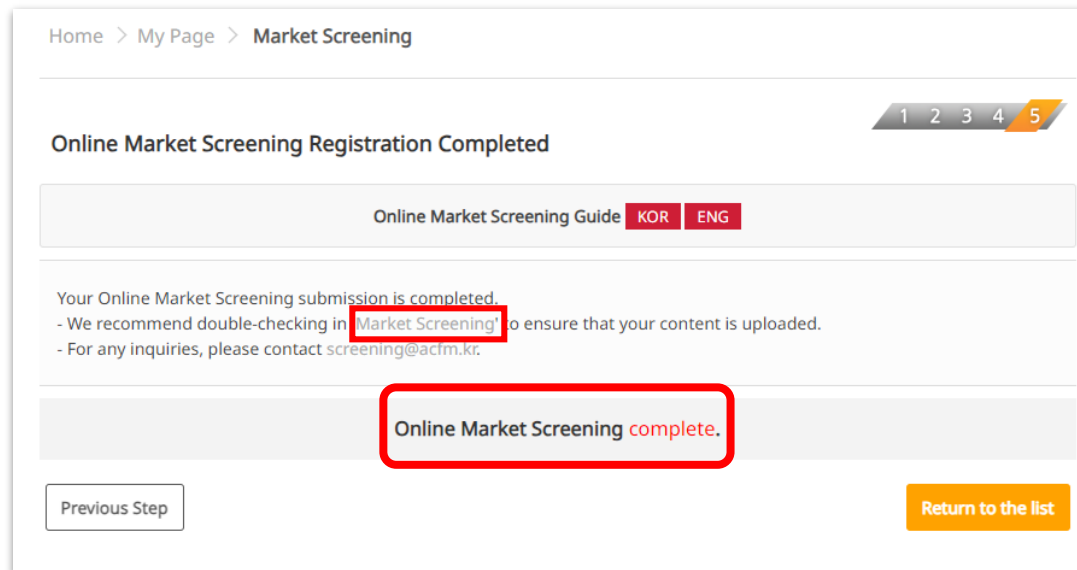 Home > My Page > Market Screening
1 2 3 4 5
Online Market Screening Registration Completed
Online Market Screening Guide KOR ENG
Your Online Market Screening submission is completed.
- We recommend double-checking in 'Market Screening' to ensure that your content is uploaded.
- For any inquiries, please contact screening@acfm.kr.
Online Market Screening complete.
Previous Step
Return to the list